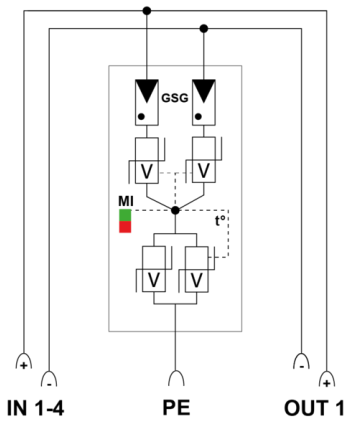 GSG
V V
MI
t°
V V
+ - - +
IN 1-4 PE OUT 1